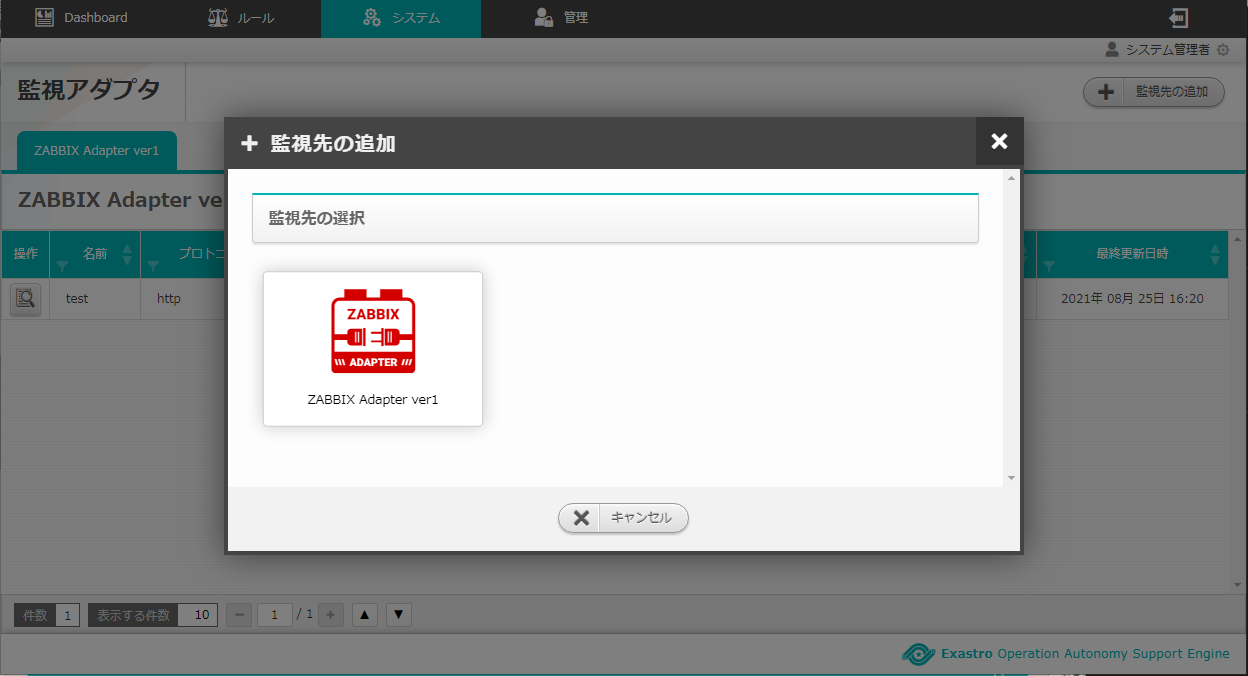 Dashboard
ルール
システム
管理
システム管理者
監視アダプタ
監視先の追加
ZABBIX Adapter ver1
監視先の追加
ZABBIX Adapter ve
監視先の選択
操作
名前
最終更新日時
test
http
2021年 08月 25日 16:20
ZABBIX
ADAPTER
ZABBIX Adapter ver1
キャンセル
件数 1 表示する件数 10 − 1 / 1 + ▲ ▼
Exastro Operation Autonomy Support Engine